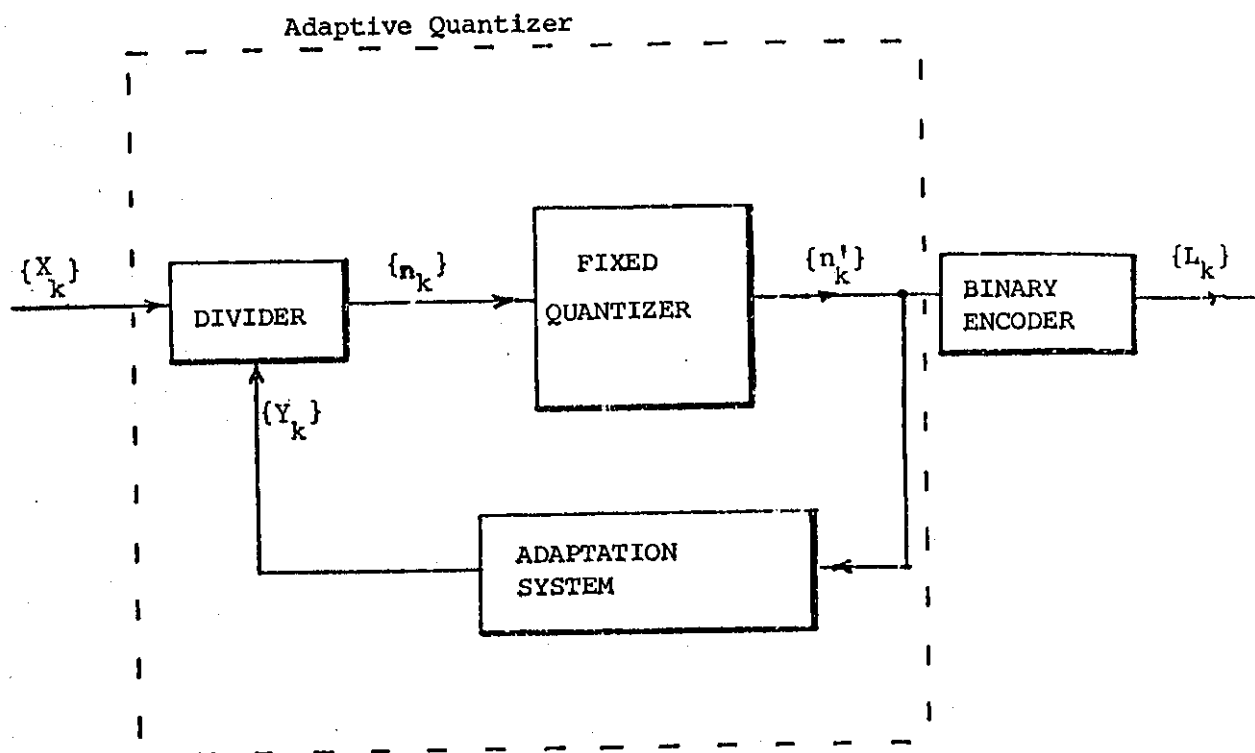 Adaptive Quantizer
{X_k}
DIVIDER
{n_k}
FIXED
QUANTIZER
{n'_k}
BINARY
ENCODER
{L_k}
{Y_k}
ADAPTATION
SYSTEM